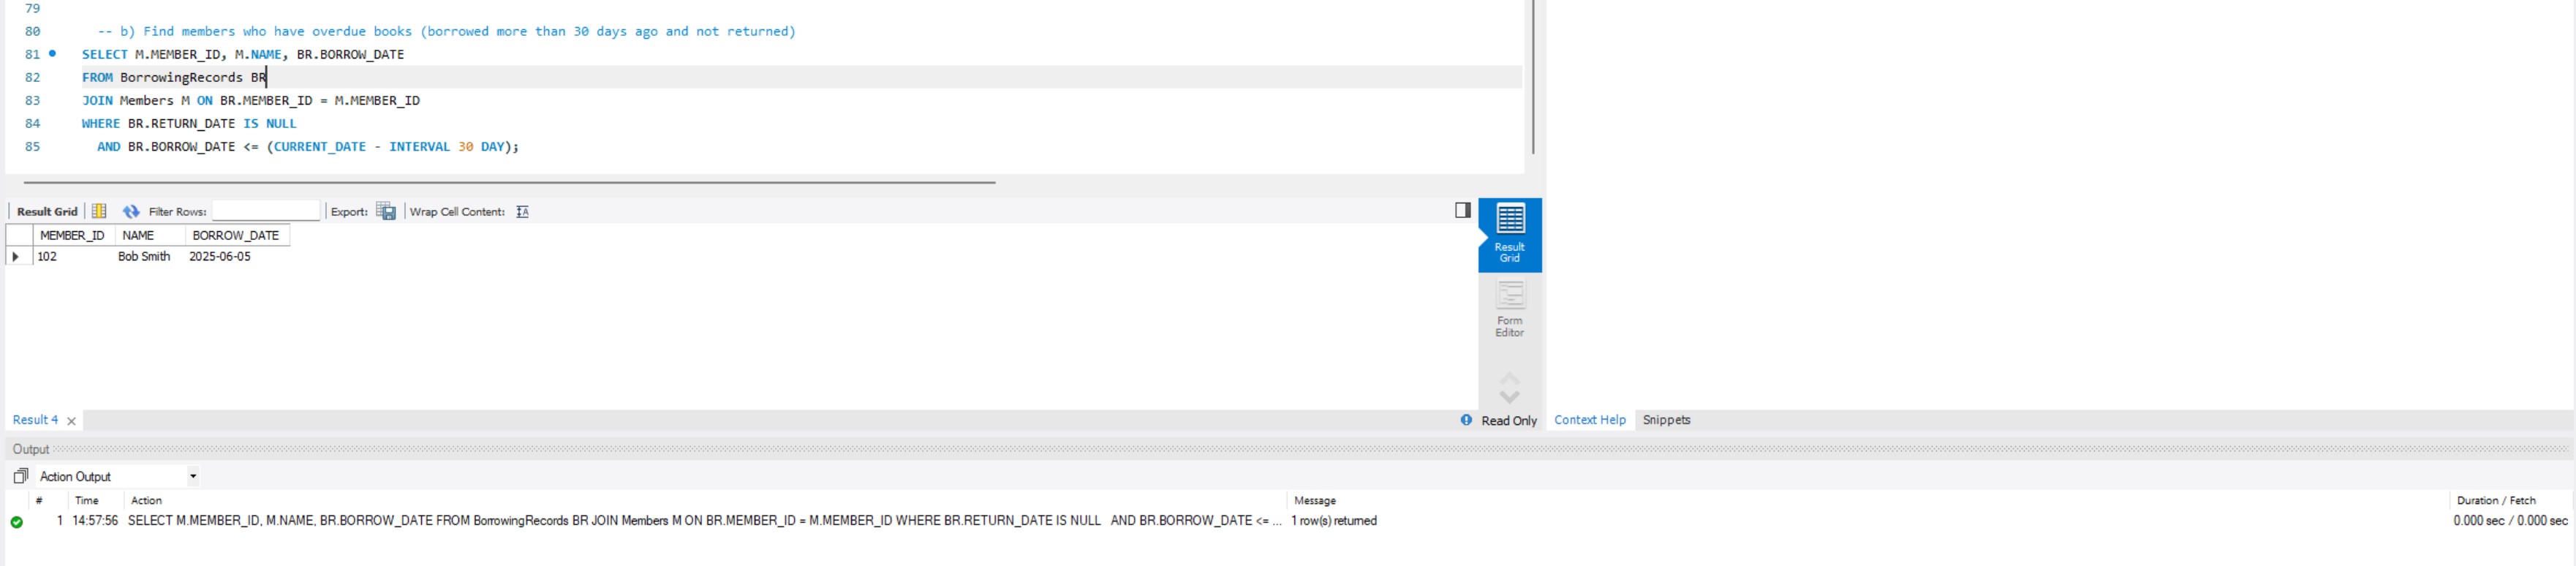 79
80 -- b) Find members who have overdue books (borrowed more than 30 days ago and not returned)
81 SELECT M.MEMBER_ID, M.NAME, BR.BORROW_DATE
82 FROM BorrowingRecords BR
83 JOIN Members M ON BR.MEMBER_ID = M.MEMBER_ID
84 WHERE BR.RETURN_DATE IS NULL
85 AND BR.BORROW_DATE <= (CURRENT_DATE - INTERVAL 30 DAY);
Result Grid Filter Rows: Export: Wrap Cell Content:
MEMBER_ID NAME BORROW_DATE
102 Bob Smith 2025-06-05
Result
Grid
Form
Editor
Result 4 Read Only Context Help Snippets
Output
Action Output
# Time Action Message Duration / Fetch
1 14:57:56 SELECT M.MEMBER_ID, M.NAME, BR.BORROW_DATE FROM BorrowingRecords BR JOIN Members M ON BR.MEMBER_ID = M.MEMBER_ID WHERE BR.RETURN_DATE IS NULL AND BR.BORROW_DATE <= ... 1 row(s) returned 0.000 sec / 0.000 sec